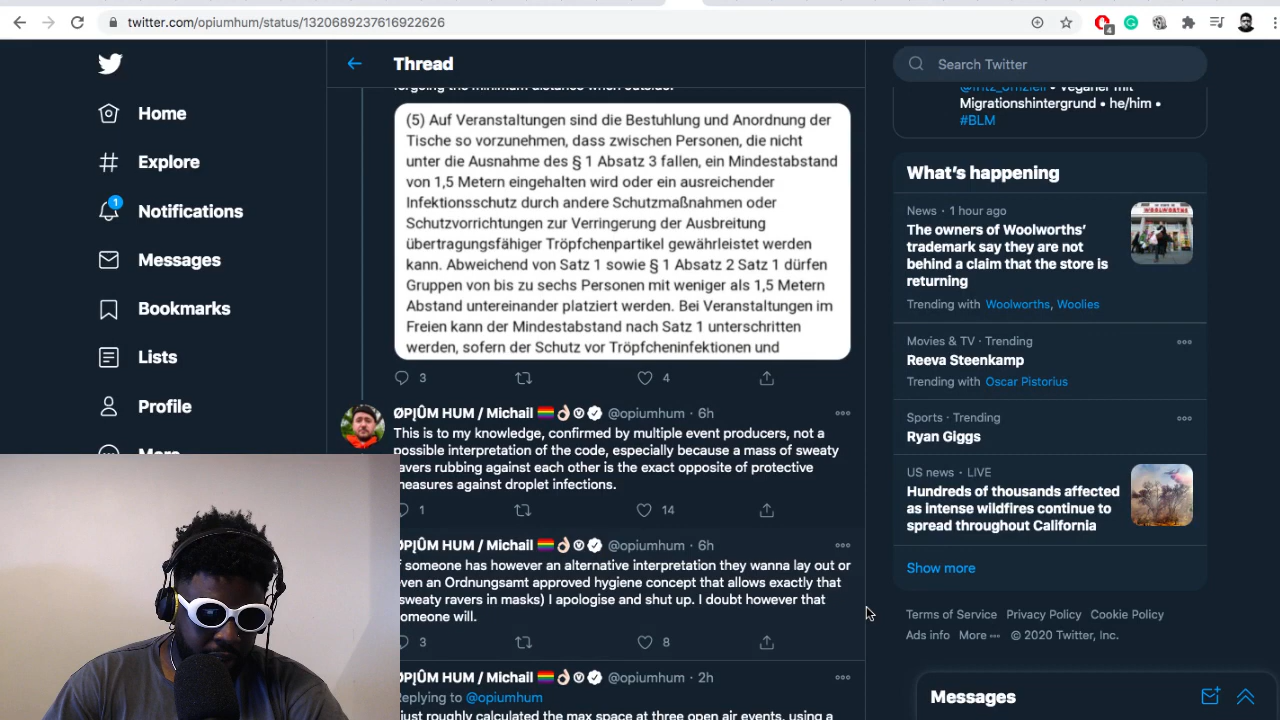 twitter.com/opiumhum/status/1320689237616922626
4
Home
Explore
1
Notifications
Messages
Bookmarks
Lists
Profile
Thread
(5) Auf Veranstaltungen sind die Bestuhlung und Anordnung der
Tische so vorzunehmen, dass zwischen Personen, die nicht
unter die Ausnahme des § 1 Absatz 3 fallen, ein Mindestabstand
von 1,5 Metern eingehalten wird oder ein ausreichender
Infektionsschutz durch andere Schutzmaßnahmen oder
Schutzvorrichtungen zur Verringerung der Ausbreitung
übertragungsfähiger Tröpfchenpartikel gewährleistet werden
kann. Abweichend von Satz 1 sowie § 1 Absatz 2 Satz 1 dürfen
Gruppen von bis zu sechs Personen mit weniger als 1,5 Metern
Abstand untereinander platziert werden. Bei Veranstaltungen im
Freien kann der Mindestabstand nach Satz 1 unterschritten
werden, sofern der Schutz vor Tröpfcheninfektionen und
3 4
ØP¡ÛM HUM / Michail @opiumhum · 6h
This is to my knowledge, confirmed by multiple event producers, not a
possible interpretation of the code, especially because a mass of sweaty
ravers rubbing against each other is the exact opposite of protective
measures against droplet infections.
1 14
ØP¡ÛM HUM / Michail @opiumhum · 6h
someone has however an alternative interpretation they wanna lay out or
even an Ordnungsamt approved hygiene concept that allows exactly that
(sweaty ravers in masks) I apologise and shut up. I doubt however that
someone will.
3 8
ØP¡ÛM HUM / Michail @opiumhum · 2h
Replying to @opiumhum
just roughly calculated the max space at three open air events, using a
Search Twitter
Migrationshintergrund • he/him •
#BLM
What's happening
News · 1 hour ago
The owners of Woolworths'
trademark say they are not
behind a claim that the store is
returning
Trending with Woolworths, Woolies
WOOLWORTHS
Movies & TV · Trending
Reeva Steenkamp
Trending with Oscar Pistorius
Sports · Trending
Ryan Giggs
US news · LIVE
Hundreds of thousands affected
as intense wildfires continue to
spread throughout California
Show more
Terms of Service Privacy Policy Cookie Policy
Ads info More © 2020 Twitter, Inc.
Messages